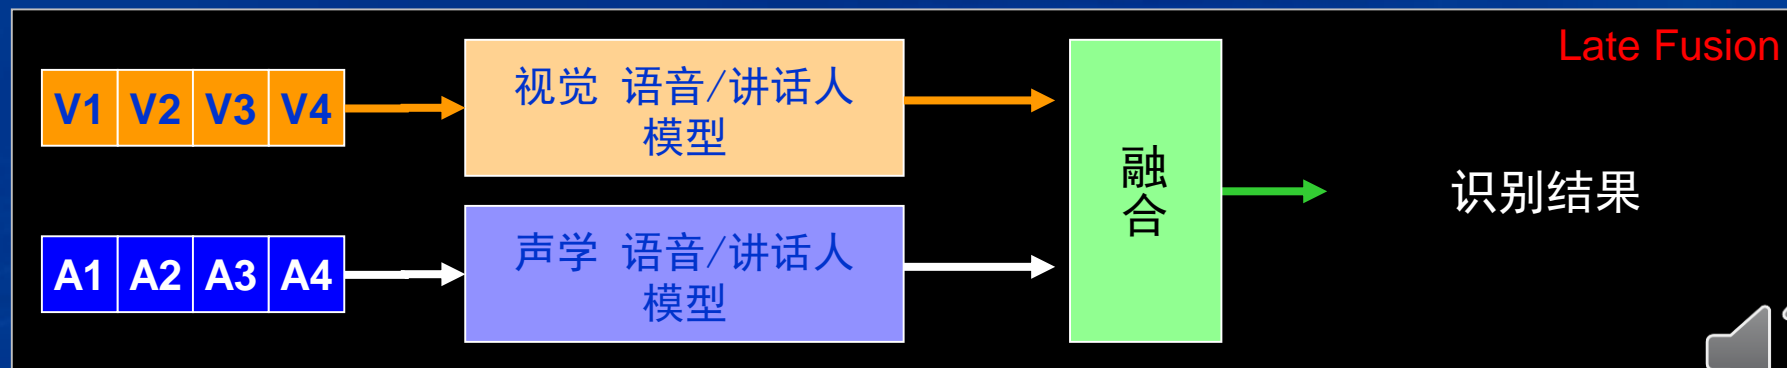 Late Fusion
V1 V2 V3 V4
视觉 语音/讲话人
模型
融
合
识别结果
A1 A2 A3 A4
声学 语音/讲话人
模型